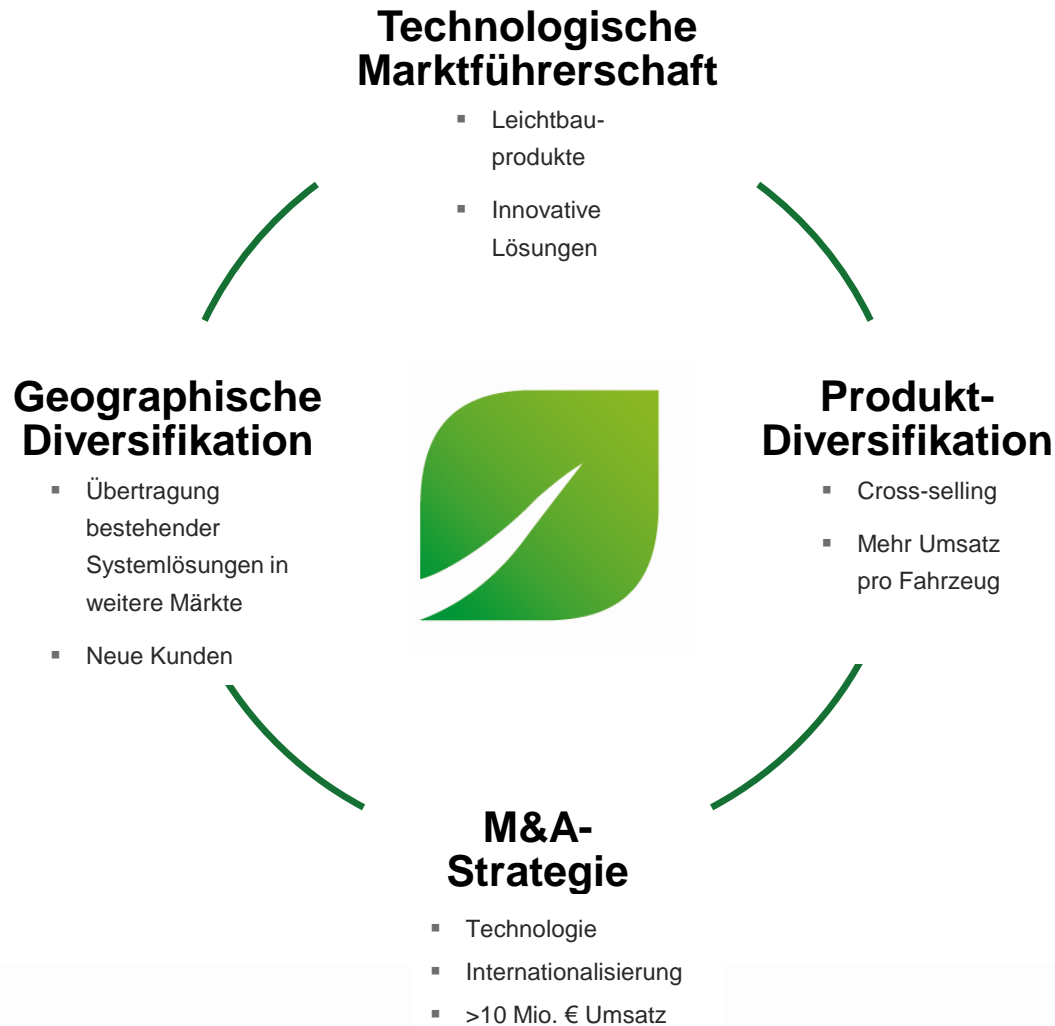 Technologische
Marktführerschaft
▪ Leichtbau-
produkte
▪ Innovative
Lösungen
Geographische
Diversifikation
▪ Übertragung
bestehender
Systemlösungen in
weitere Märkte
▪ Neue Kunden
Produkt-
Diversifikation
▪ Cross-selling
▪ Mehr Umsatz
pro Fahrzeug
M&A-
Strategie
▪ Technologie
▪ Internationalisierung
▪ >10 Mio. € Umsatz